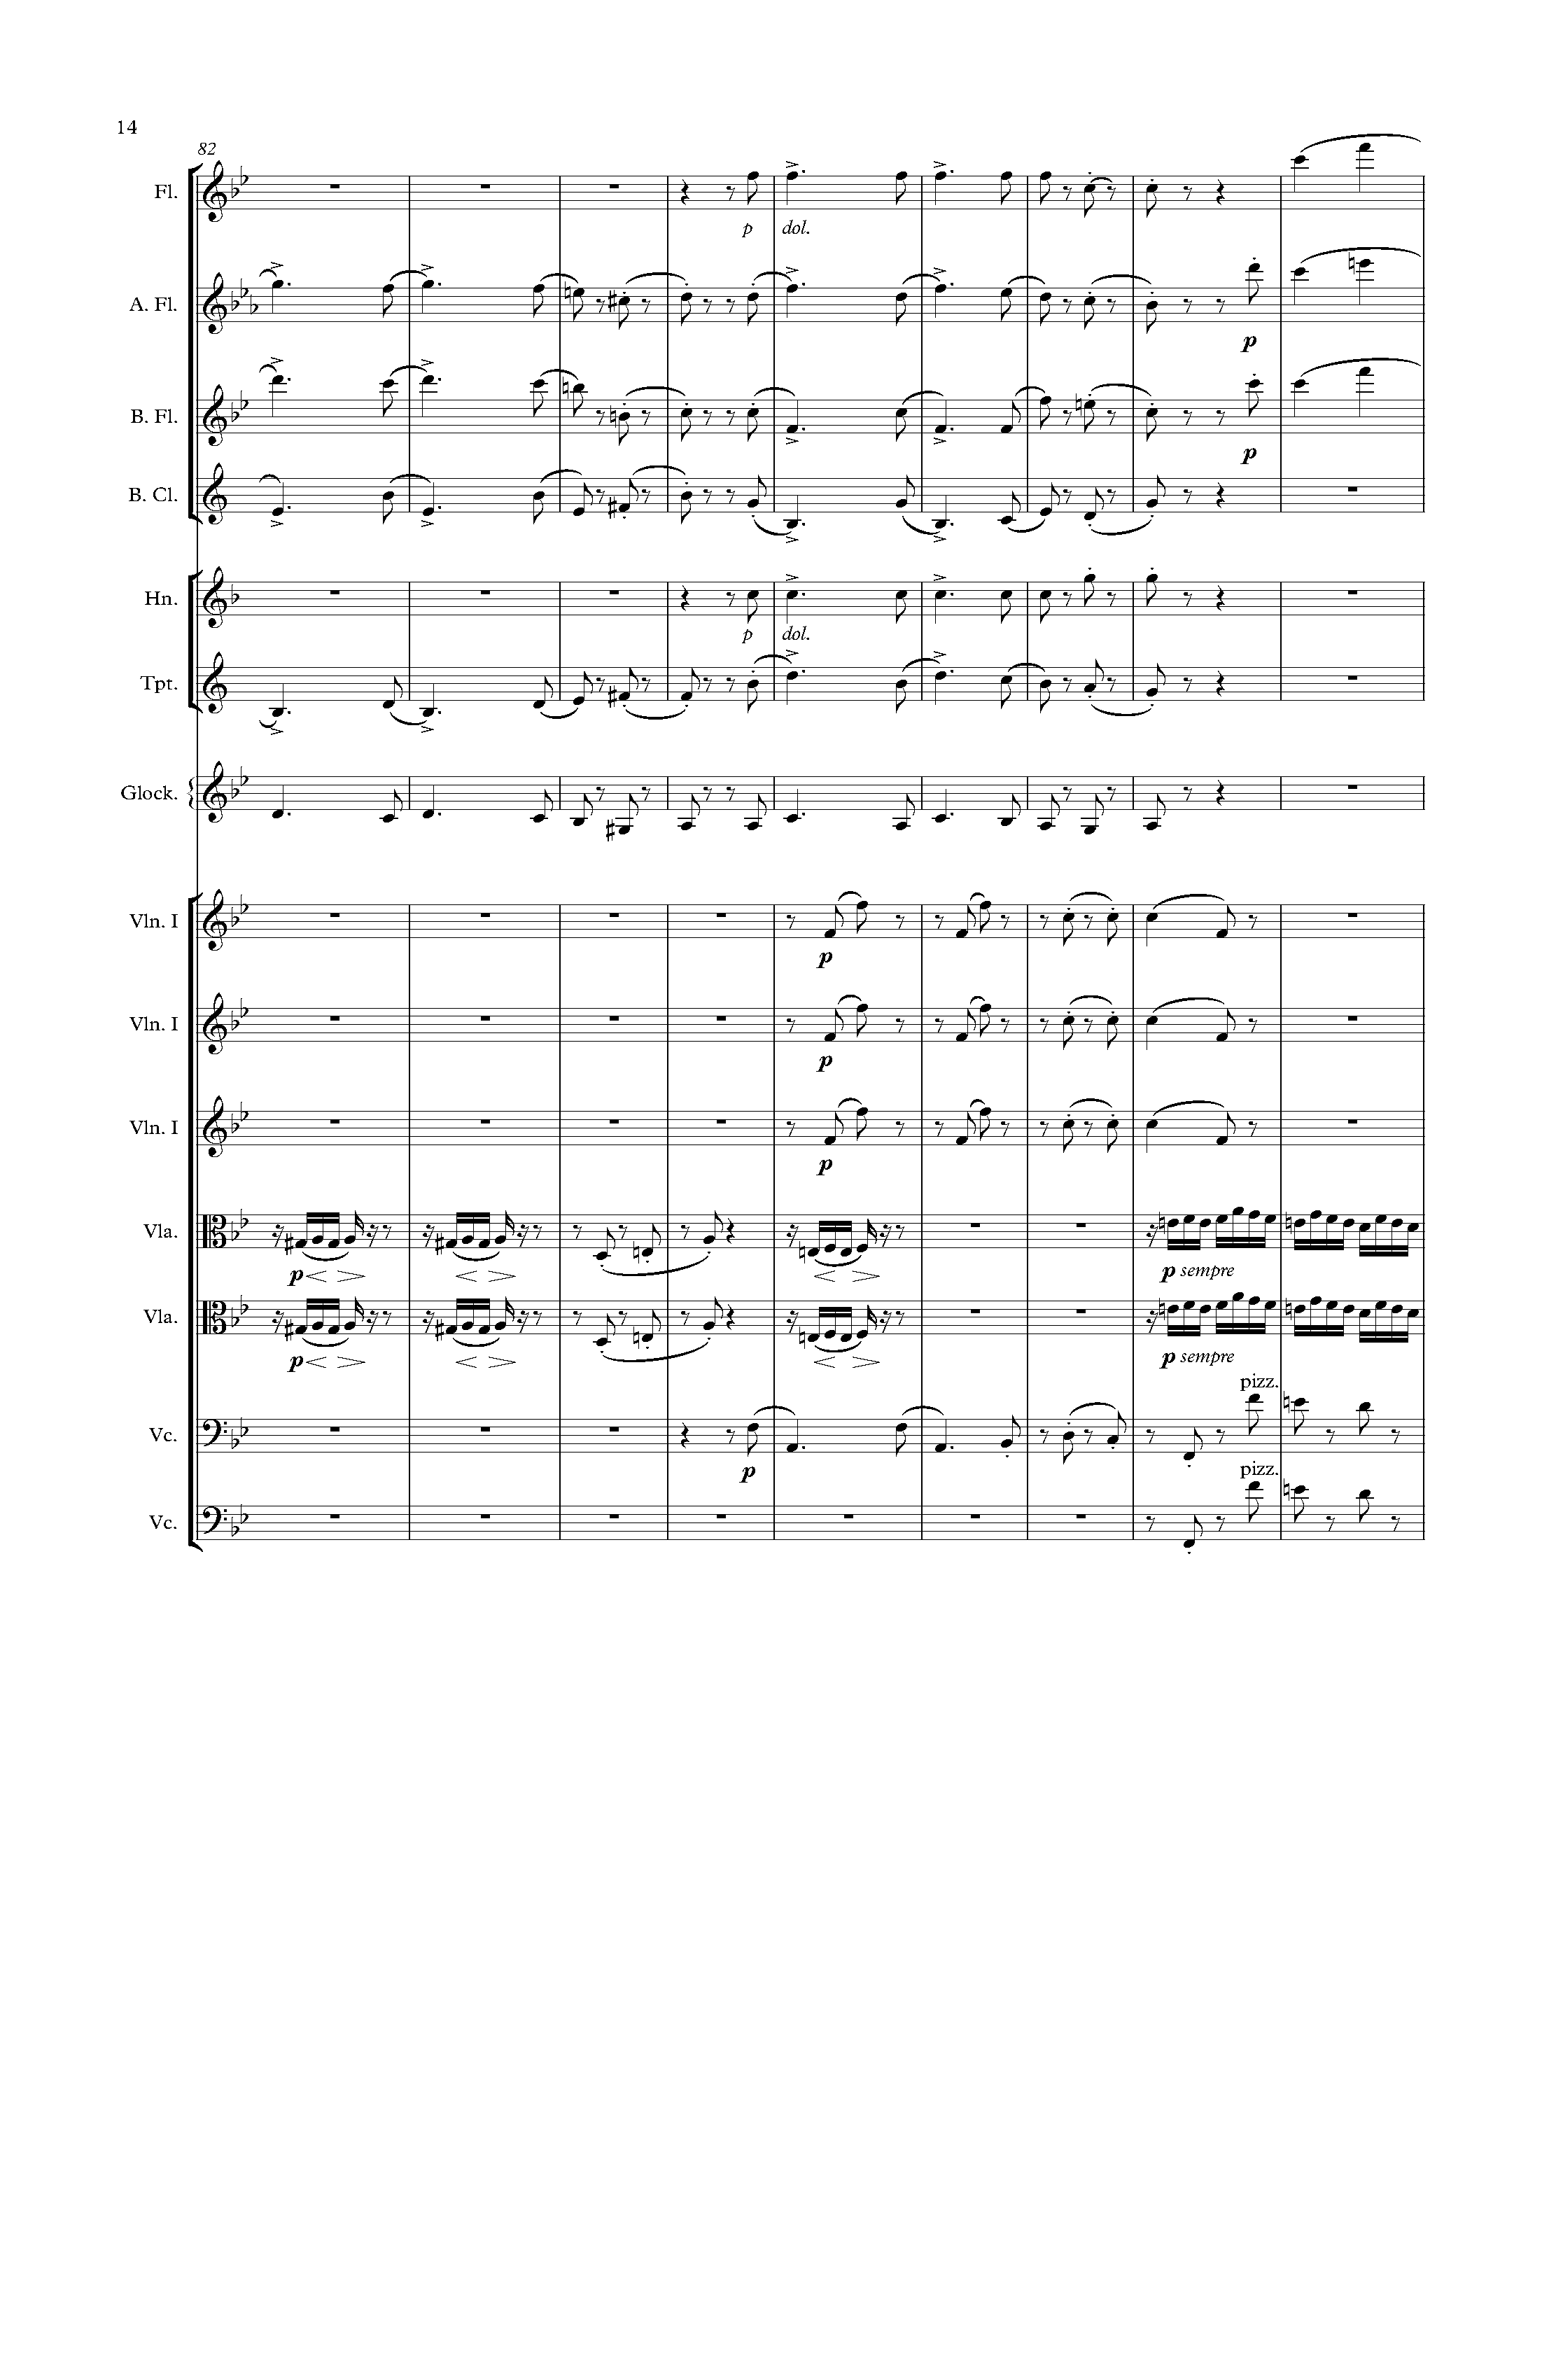 14
82
Fl.
p dol.
A. Fl.
p
B. Fl.
p
B. Cl.
Hn.
p dol.
Tpt.
Glock.
Vln. I
p
Vln. I
p
Vln. I
p
Vla.
p
p sempre
Vla.
p
p sempre
pizz.
Vc.
p
pizz.
Vc.